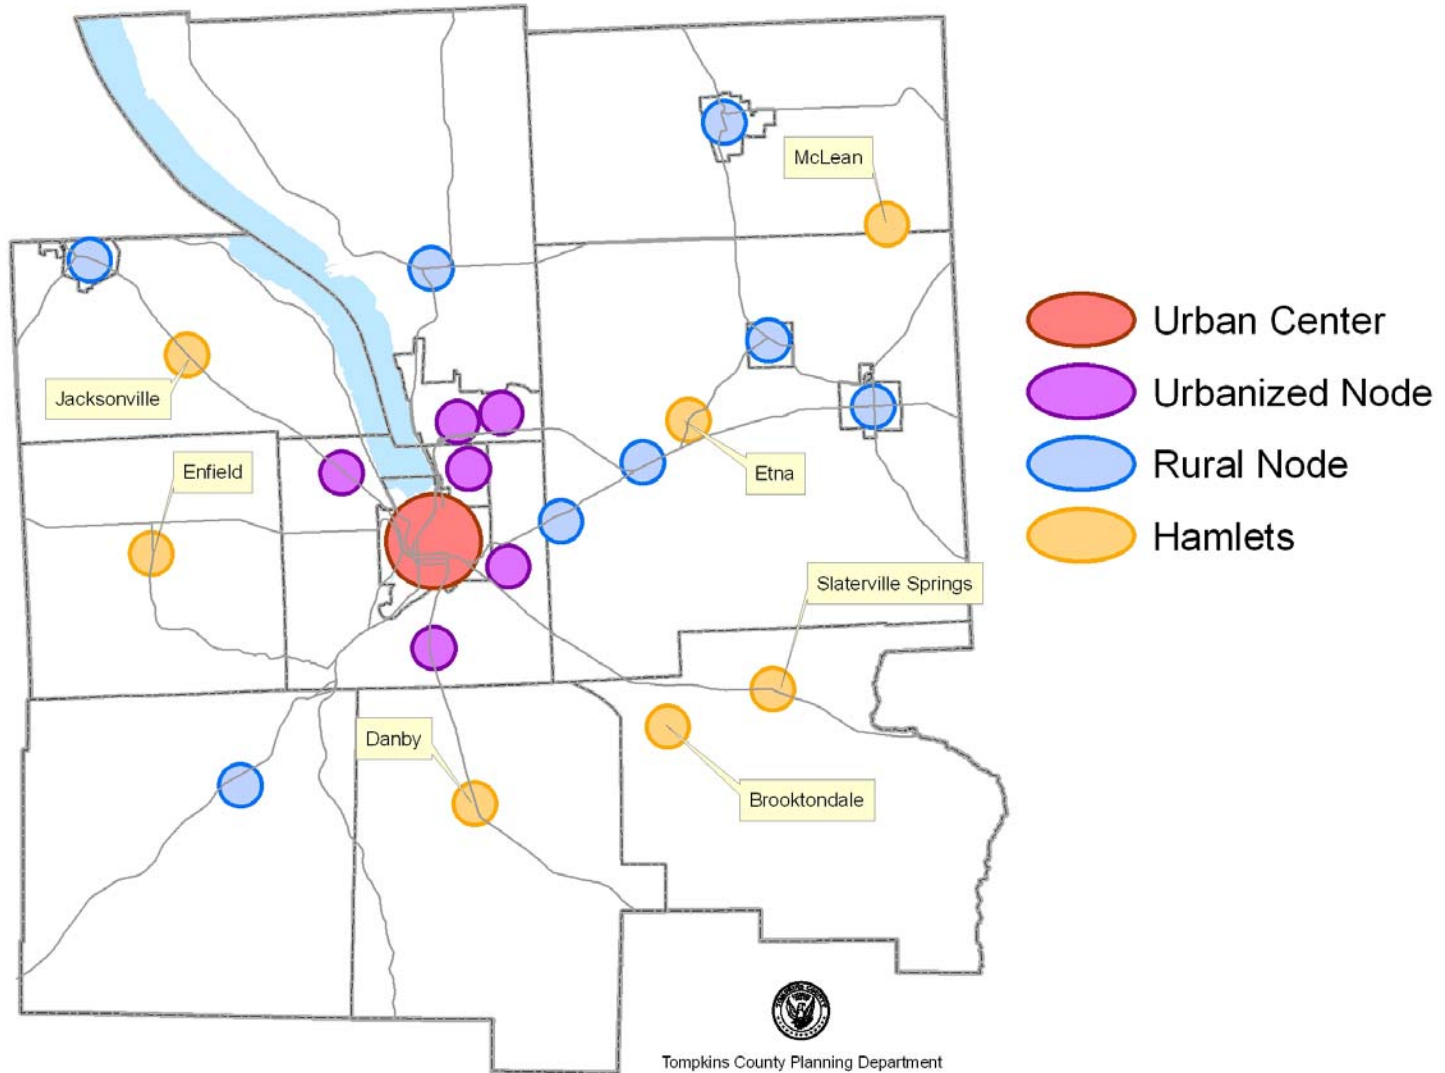 McLean
Jacksonville
Enfield
Etna
Slaterville Springs
Danby
Brooktondale
Urban Center
Urbanized Node
Rural Node
Hamlets
Tompkins County Planning Department